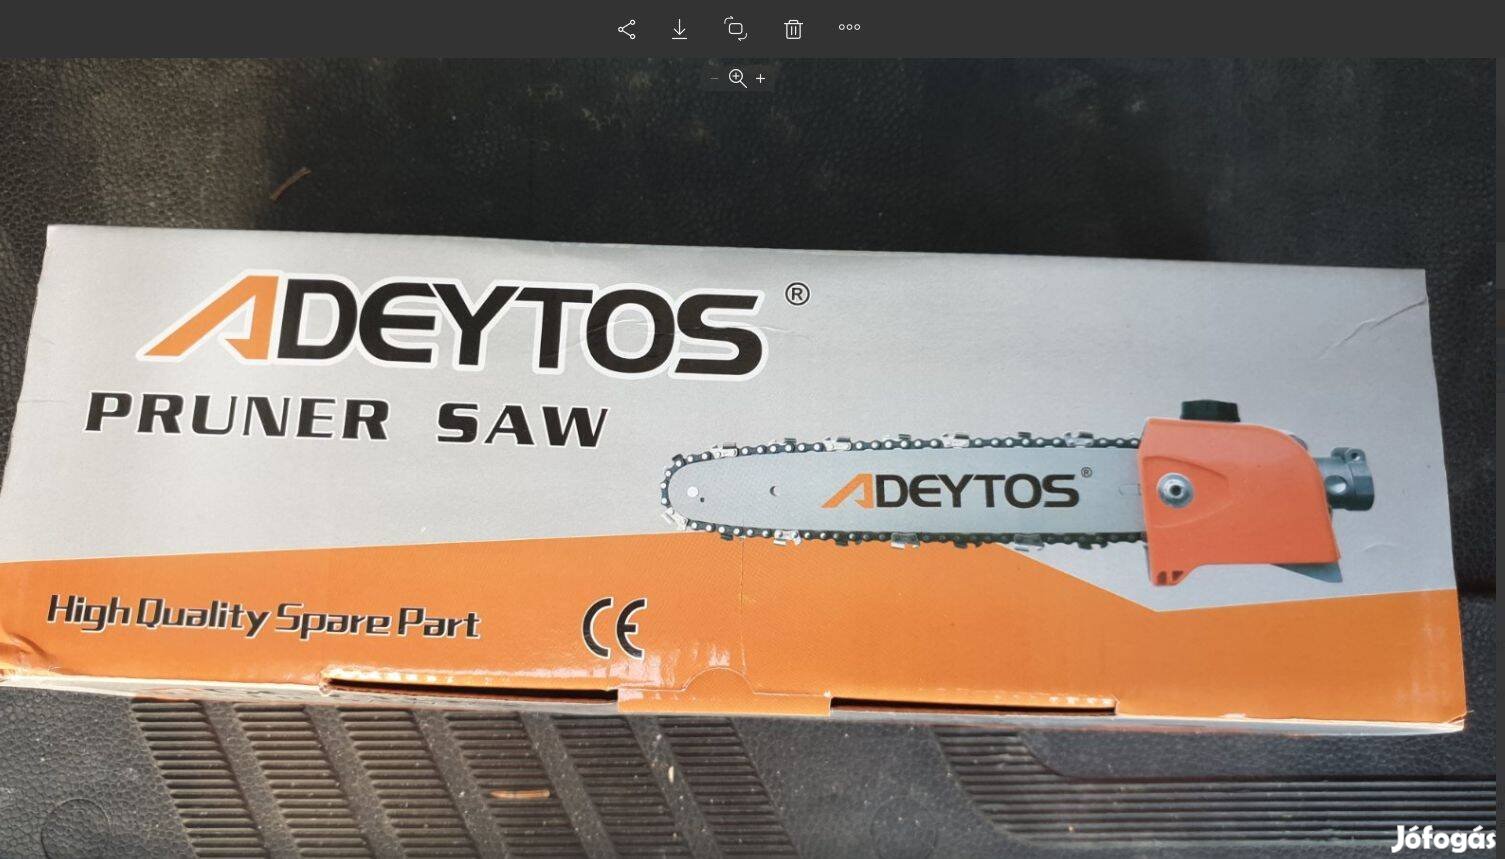 ADEYTOS®
PRUNER SAW
ADEYTOS®
High Quality Spare Part
CE
Jófogás